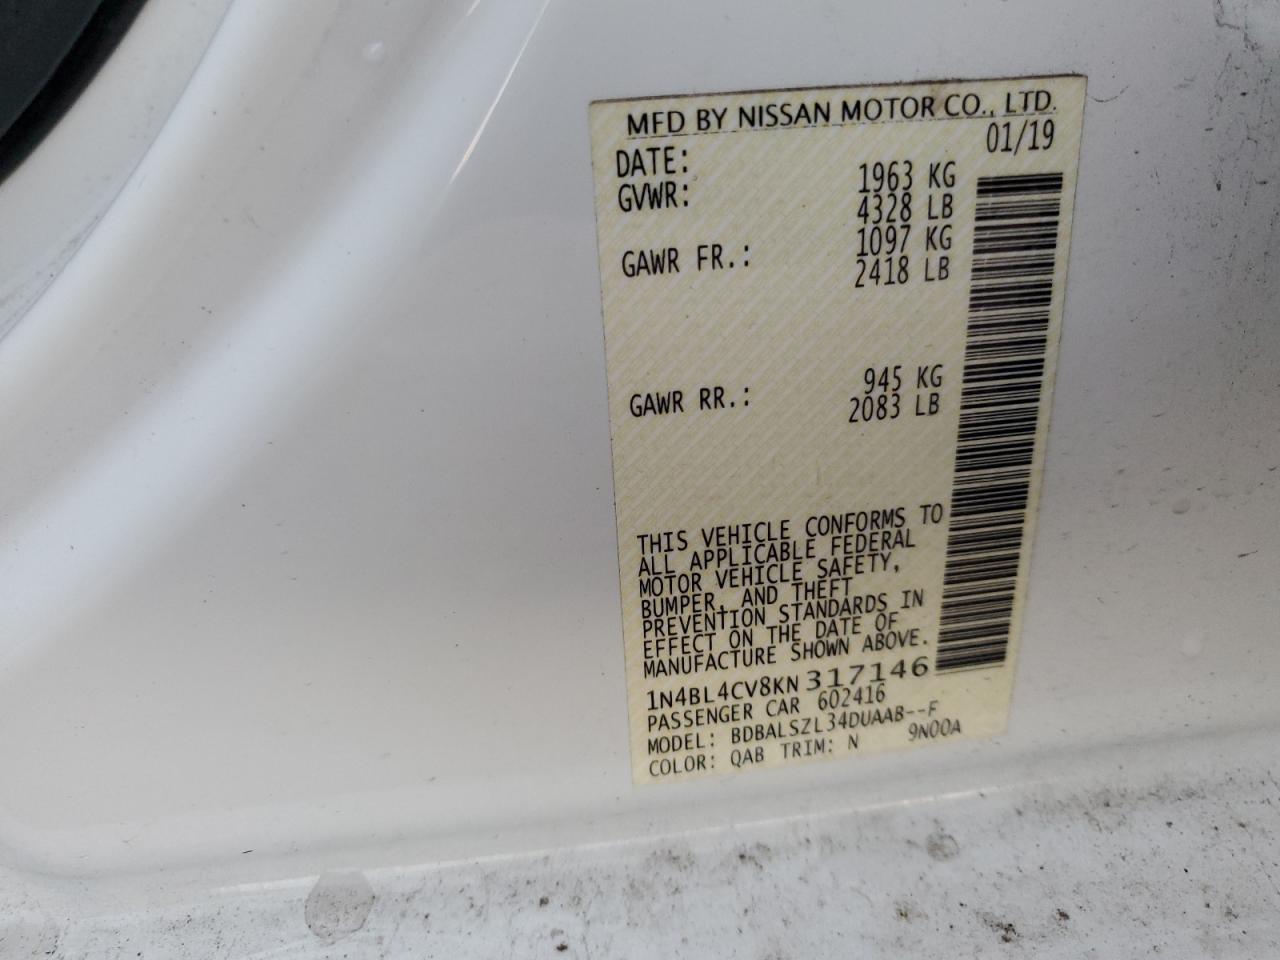 MFD BY NISSAN MOTOR CO., LTD.
DATE: 01/19
GVWR: 1963 KG
4328 LB
GAWR FR.: 1097 KG
2418 LB
GAWR RR.: 945 KG
2083 LB
THIS VEHICLE CONFORMS TO
ALL APPLICABLE FEDERAL
MOTOR VEHICLE SAFETY,
BUMPER, AND THEFT
PREVENTION STANDARDS IN
EFFECT ON THE DATE OF
MANUFACTURE SHOWN ABOVE.
1N4BL4CV8KN317146
PASSENGER CAR 602416
MODEL: BDBALSZL34DUAAB--F
COLOR: QAB TRIM: N 9N00A